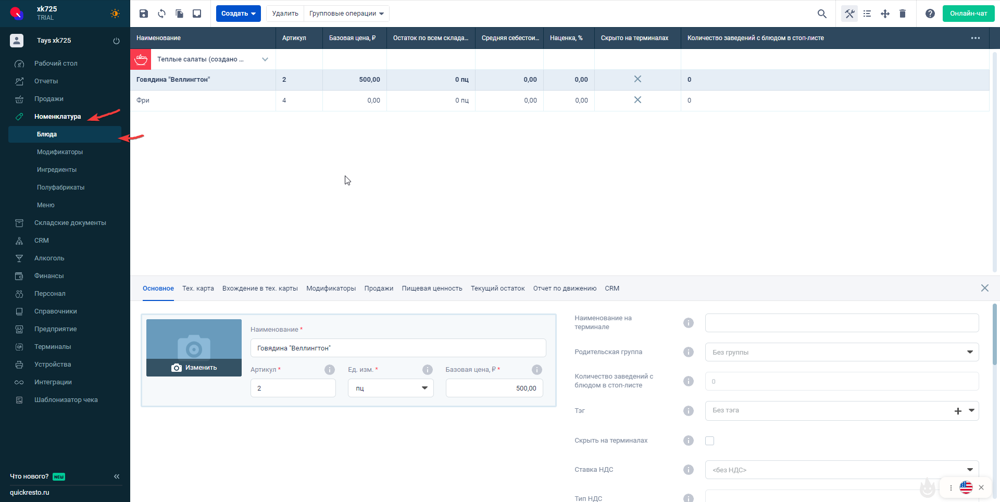 xk725
TRIAL
Tays xk725
Рабочий стол
Отчеты
Продажи
Номенклатура
Блюда
Модификаторы
Ингредиенты
Полуфабрикаты
Меню
Складские документы
CRM
Алкоголь
Финансы
Персонал
Справочники
Предприятие
Терминалы
Устройства
Интеграции
Шаблонизатор чека
Что нового? NEW
quickresto.ru
Создать Удалить Групповые операции Онлайн-чат
Наименование Артикул Базовая цена, ₽ Остаток по всем склада... Средняя себестои... Наценка, % Скрыто на терминалах Количество заведений с блюдом в стоп-листе
Теплые салаты (создано ...
Говядина "Веллингтон" 2 500,00 0 пц 0,00 0,00 0
Фри 4 0,00 0 пц 0,00 0,00 0
Основное Тех. карта Вхождение в тех. карты Модификаторы Продажи Пищевая ценность Текущий остаток Отчет по движению CRM
Изменить
Наименование *
Говядина "Веллингтон"
Артикул * Ед. изм. * Базовая цена, ₽ *
2 пц 500,00
Наименование на
терминале
Родительская группа Без группы
Количество заведений с
блюдом в стоп-листе 0
Тэг Без тэга
Скрыть на терминалах
Ставка НДС <без НДС>
Тип НДС